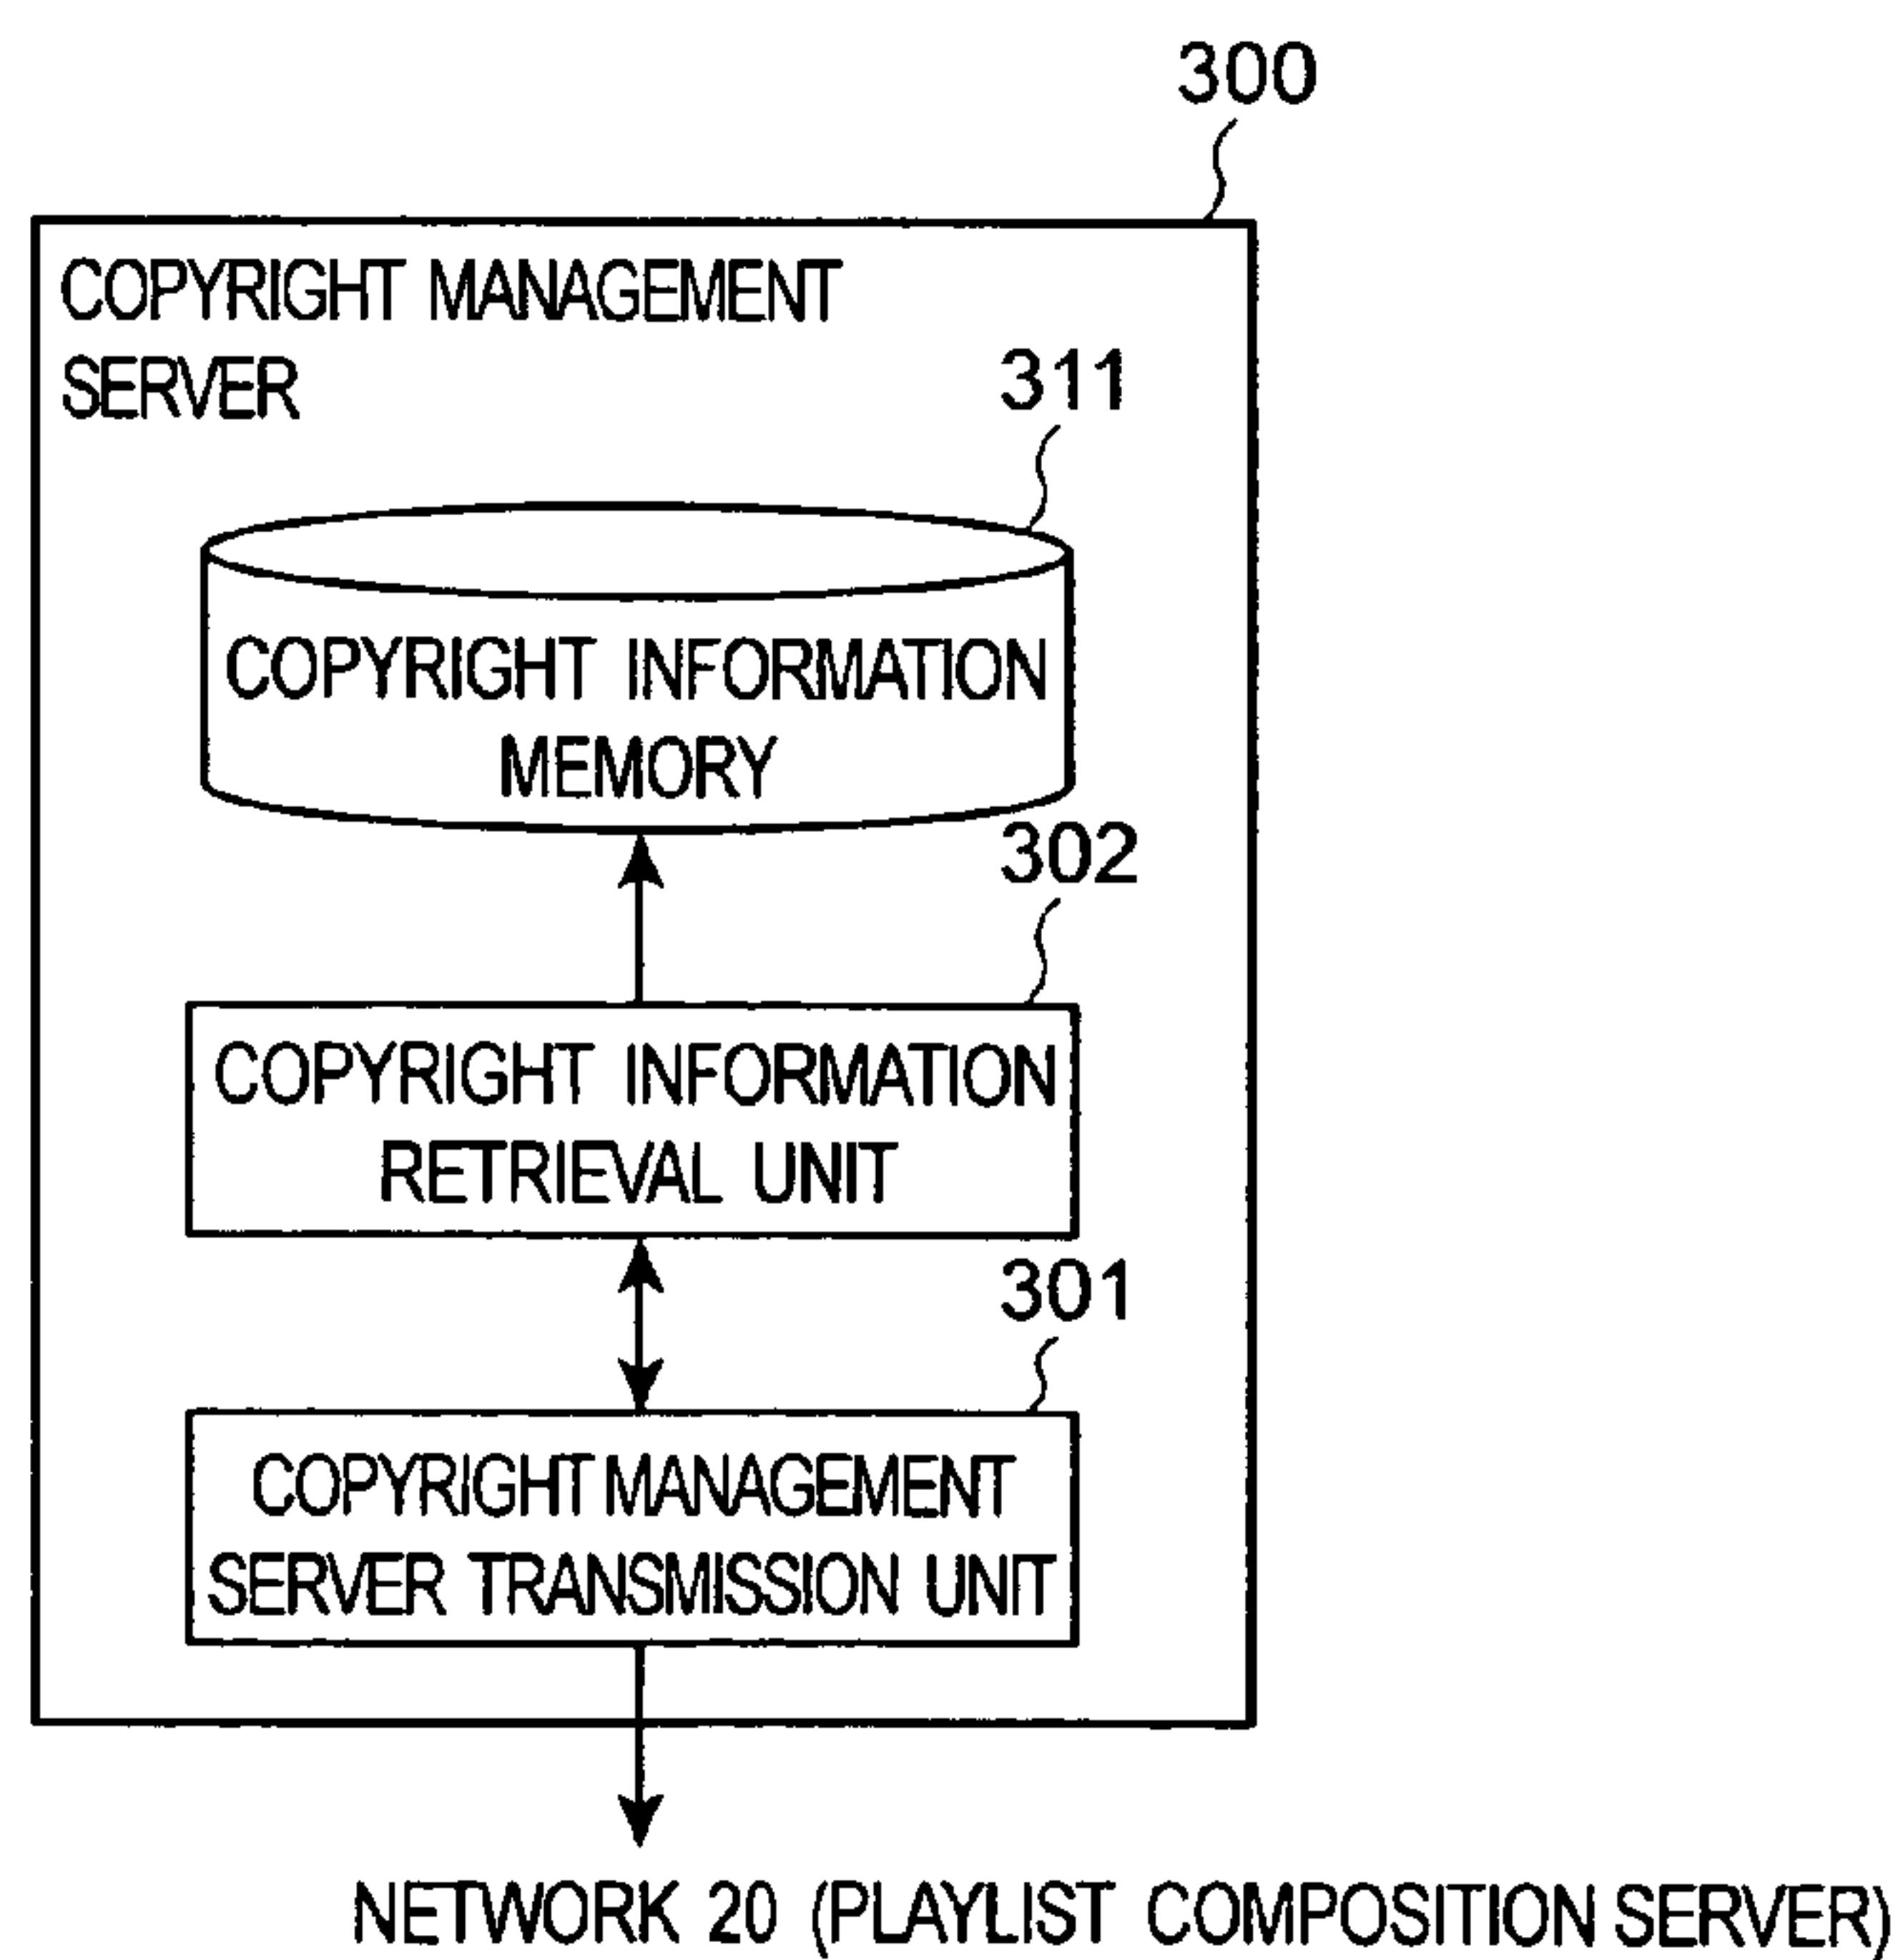 300
COPYRIGHT MANAGEMENT
SERVER
311
COPYRIGHT INFORMATION
MEMORY
302
COPYRIGHT INFORMATION
RETRIEVAL UNIT
301
COPYRIGHT MANAGEMENT
SERVER TRANSMISSION UNIT
NETWORK 20 (PLAYLIST COMPOSITION SERVER)